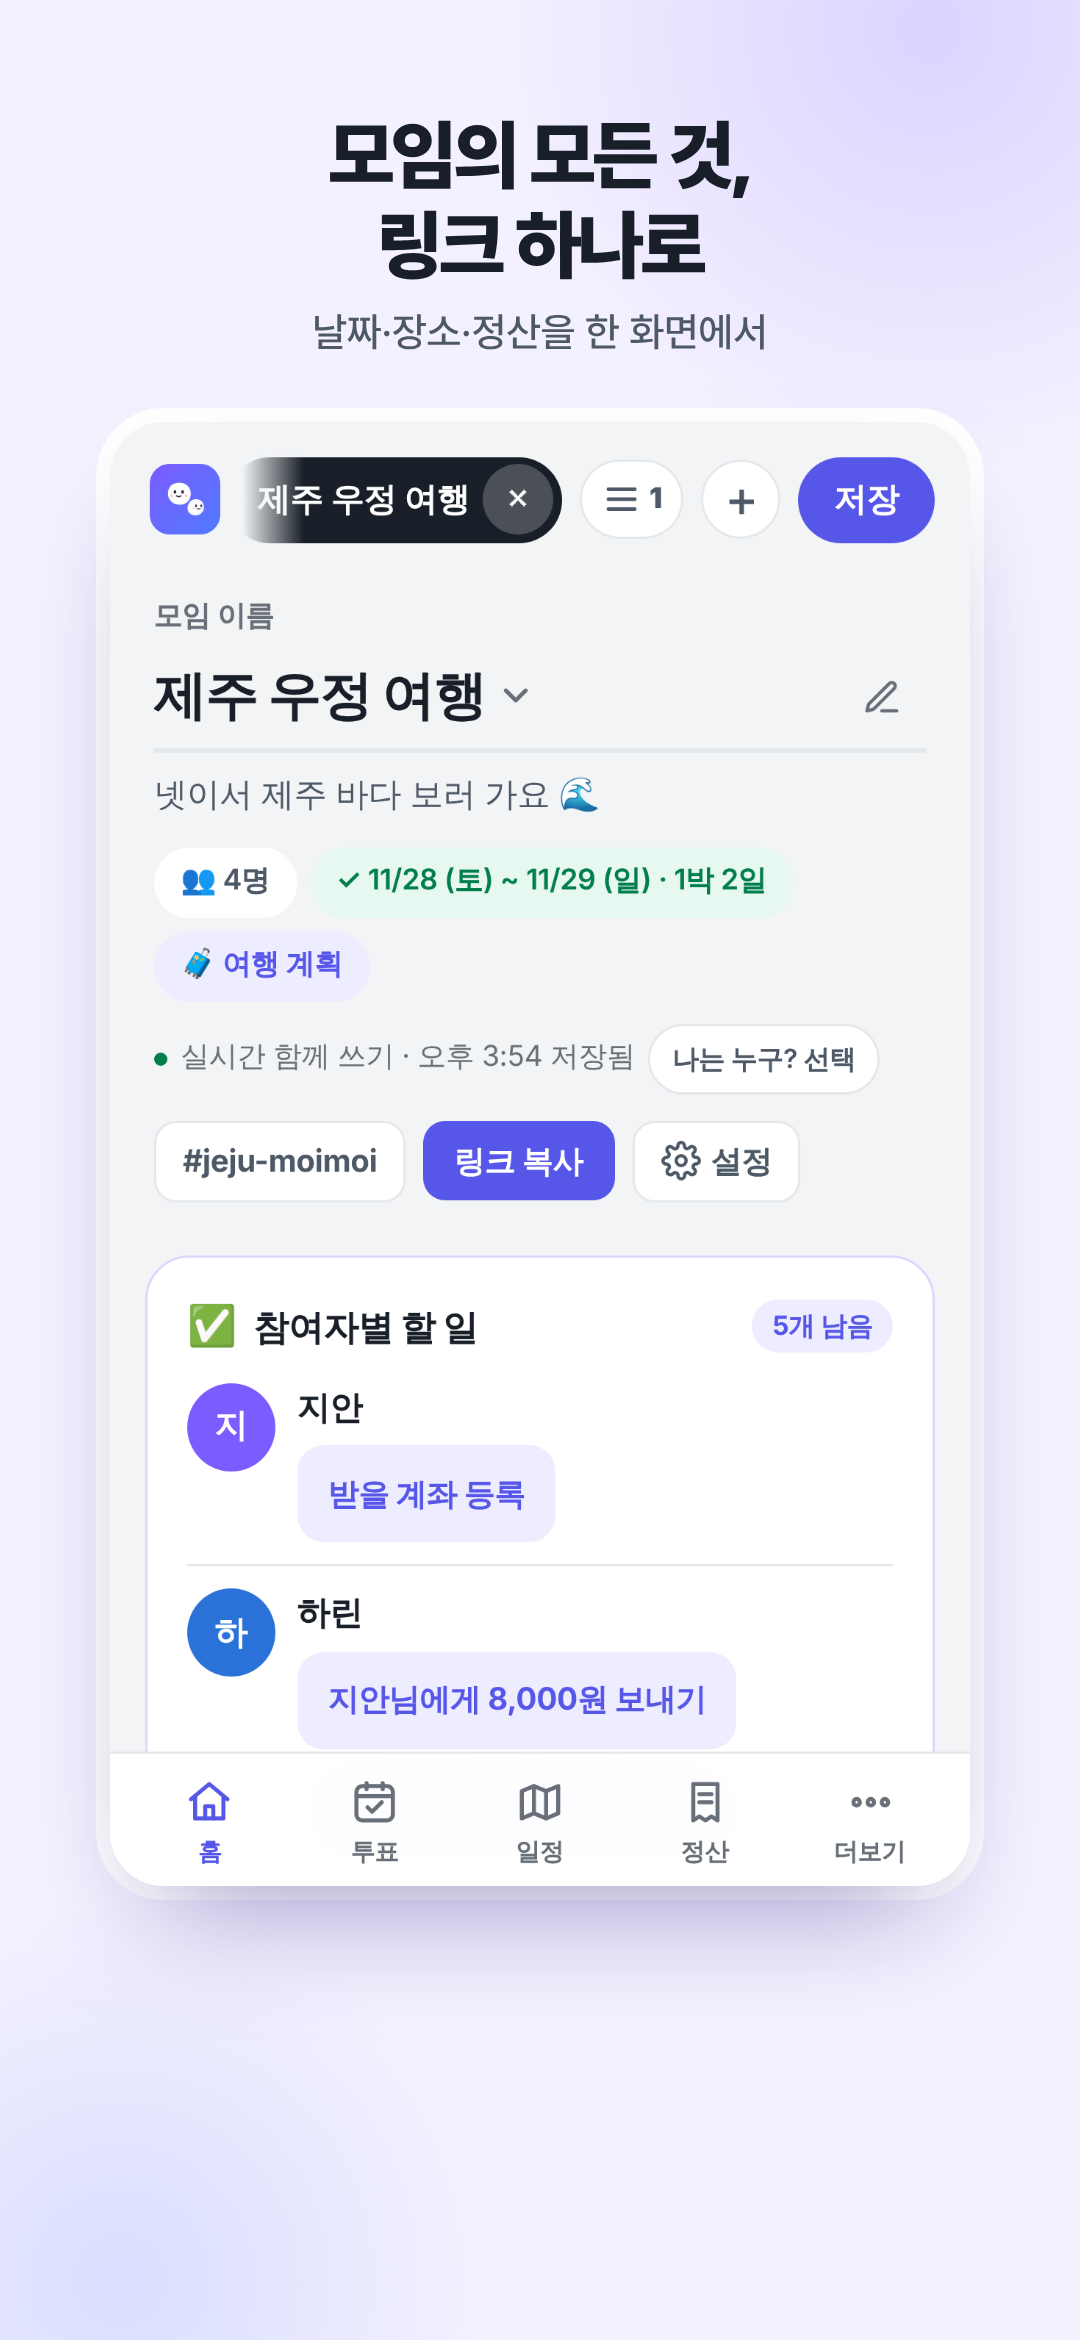 모임의 모든 것,
링크 하나로
날짜·장소·정산을 한 화면에서
제주 우정 여행 ✕ 1 + 저장
모임 이름
제주 우정 여행
넷이서 제주 바다 보러 가요 🌊
👥 4명 ✓ 11/28 (토) ~ 11/29 (일) · 1박 2일
🧳 여행 계획
실시간 함께 쓰기 · 오후 3:54 저장됨 나는 누구? 선택
#jeju-moimoi 링크 복사 설정
✅ 참여자별 할 일 5개 남음
지 지안
받을 계좌 등록
하 하린
지안님에게 8,000원 보내기
홈 투표 일정 정산 더보기